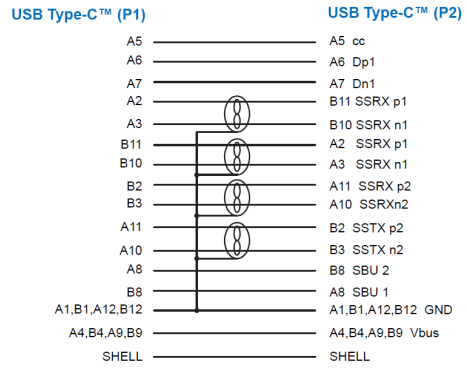 USB Type-C™ (P1) USB Type-C™ (P2)
A5 A5 cc
A6 A6 Dp1
A7 A7 Dn1
A2 B11 SSRX p1
A3 B10 SSRX n1
B11 A2 SSRX p1
B10 A3 SSRX n1
B2 A11 SSRX p2
B3 A10 SSRXn2
A11 B2 SSTX p2
A10 B3 SSTX n2
A8 B8 SBU 2
B8 A8 SBU 1
A1,B1,A12,B12 A1,B1,A12,B12 GND
A4,B4,A9,B9 A4,B4,A9,B9 Vbus
SHELL SHELL